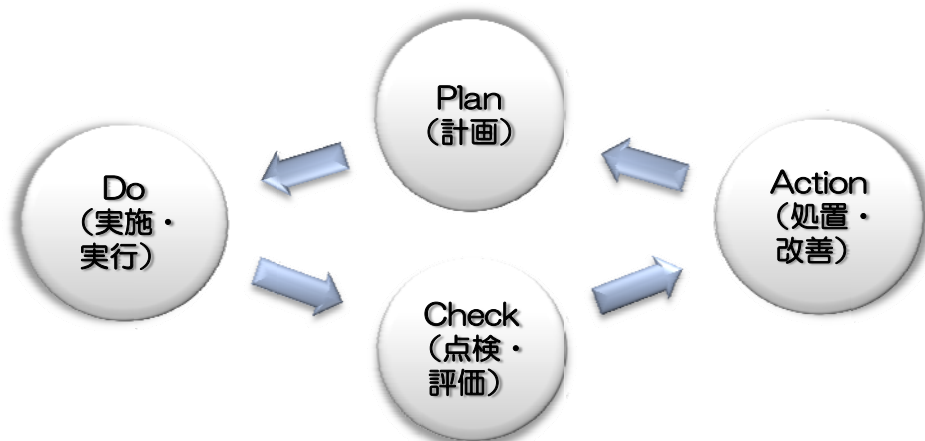 Plan
（計画）
Do
（実施・
実行）
Check
（点検・
評価）
Action
（処置・
改善）